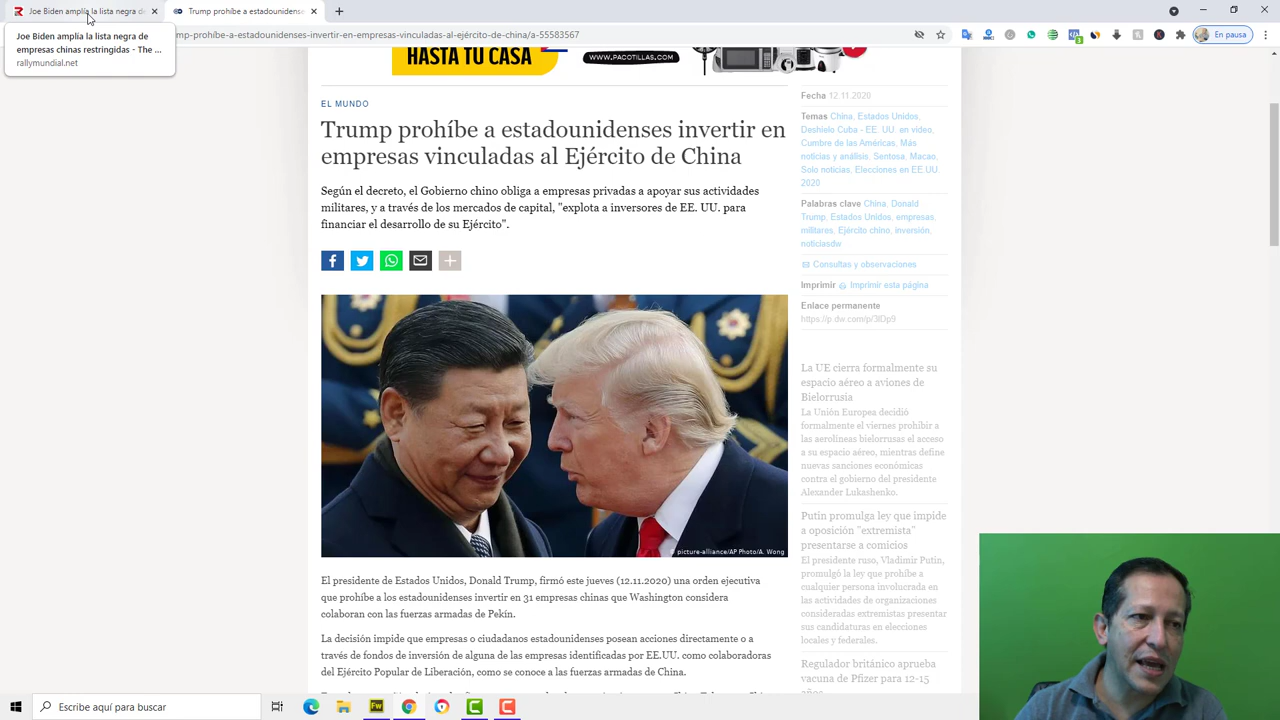 Joe Biden amplía la lista negra de
Trump prohíbe a estadounidenses
Joe Biden amplía la lista negra de
empresas chinas restringidas - The ...
rallymundial.net
mp-prohíbe-a-estadounidenses-invertir-en-empresas-vinculadas-al-ejército-de-china/a-55583567
En pausa
HASTA TU CASA
WWW.PACOTILLAS.COM
EL MUNDO
Trump prohíbe a estadounidenses invertir en
empresas vinculadas al Ejército de China
Según el decreto, el Gobierno chino obliga a empresas privadas a apoyar sus actividades
militares, y a través de los mercados de capital, "explota a inversores de EE. UU. para
financiar el desarrollo de su Ejército".
© picture-alliance/AP Photo/A. Wong
El presidente de Estados Unidos, Donald Trump, firmó este jueves (12.11.2020) una orden ejecutiva
que prohíbe a los estadounidenses invertir en 31 empresas chinas que Washington considera
colaboran con las fuerzas armadas de Pekín.
La decisión impide que empresas o ciudadanos estadounidenses posean acciones directamente o a
través de fondos de inversión de alguna de las empresas identificadas por EE.UU. como colaboradoras
del Ejército Popular de Liberación, como se conoce a las fuerzas armadas de China.
Fecha 12.11.2020
Temas China, Estados Unidos,
Deshielo Cuba - EE. UU. en video,
Cumbre de las Américas, Más
noticias y análisis, Sentosa, Macao,
Solo noticias, Elecciones en EE.UU.
2020
Palabras clave China, Donald
Trump, Estados Unidos, empresas,
militares, Ejército chino, inversión,
noticiasdw
Consultas y observaciones
Imprimir Imprimir esta página
Enlace permanente
https://p.dw.com/p/3lDp9
La UE cierra formalmente su
espacio aéreo a aviones de
Bielorrusia
La Unión Europea decidió
formalmente el viernes prohibir a
las aerolíneas bielorrusas el acceso
a su espacio aéreo, mientras define
nuevas sanciones económicas
contra el gobierno del presidente
Alexander Lukashenko.
Putin promulga ley que impide
a oposición "extremista"
presentarse a comicios
El presidente ruso, Vladimir Putin,
promulgó la ley que prohíbe a
cualquier persona involucrada en
las actividades de organizaciones
consideradas extremistas presentar
sus candidaturas en elecciones
locales y federales.
Regulador británico aprueba
vacuna de Pfizer para 12-15
años
Escribe aquí para buscar